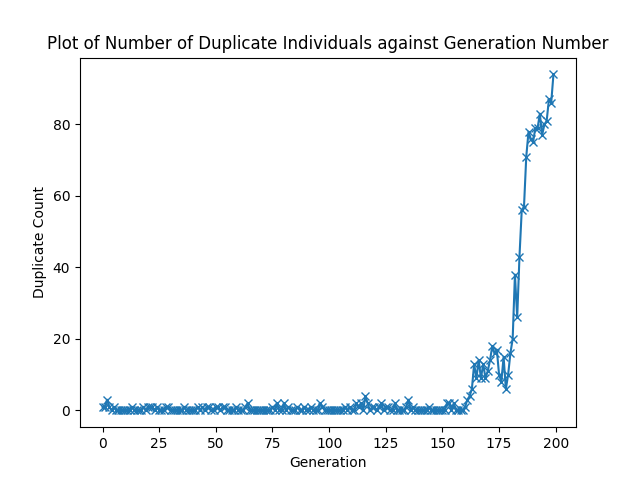 Plot of Number of Duplicate Individuals against Generation Number
80
60
40
20
0
Duplicate Count
0 25 50 75 100 125 150 175 200
Generation